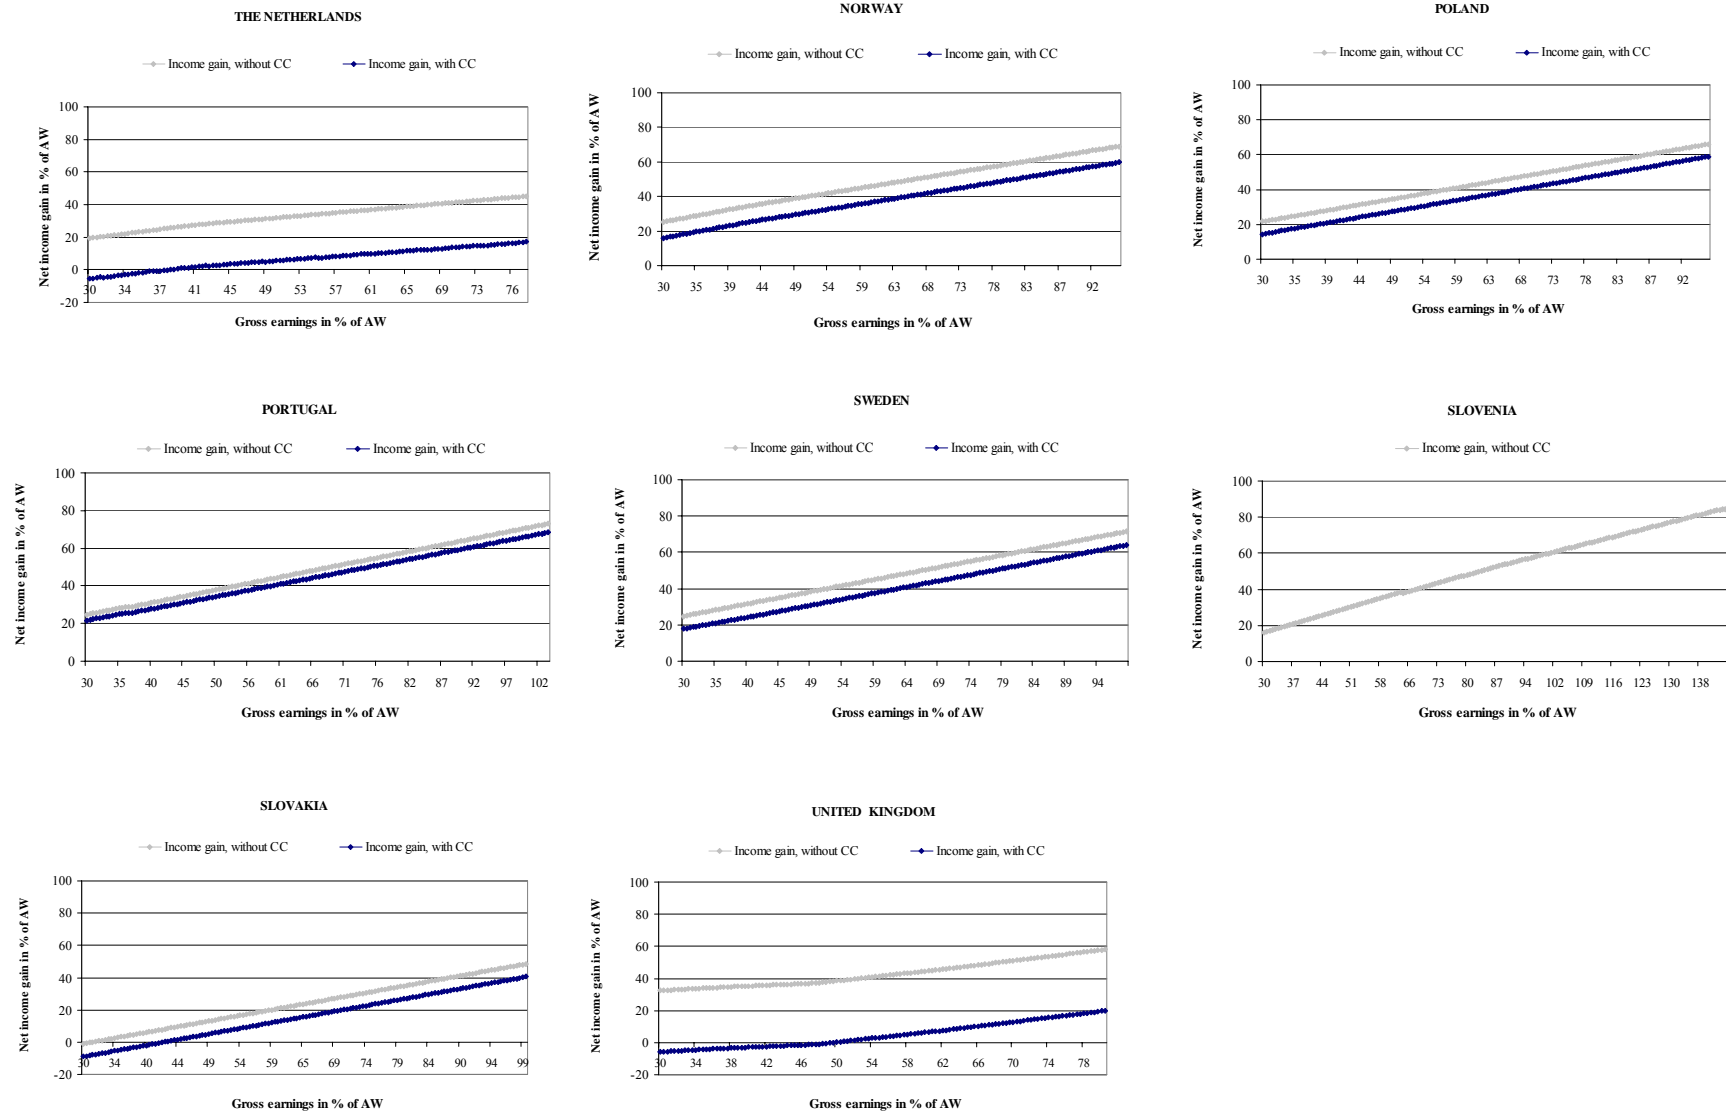 THE NETHERLANDS
Income gain, without CC Income gain, with CC
Net income gain in % of AW
100
80
60
40
20
0
-20
30 34 37 41 45 49 53 57 61 65 69 73 76
Gross earnings in % of AW
NORWAY
Income gain, without CC Income gain, with CC
Net income gain in % of AW
100
80
60
40
20
0
30 35 39 44 49 54 59 63 68 73 78 83 87 92
Gross earnings in % of AW
POLAND
Income gain, without CC Income gain, with CC
Net income gain in % of AW
100
80
60
40
20
0
30 35 39 44 49 54 59 63 68 73 78 83 87 92
Gross earnings in % of AW
PORTUGAL
Income gain, without CC Income gain, with CC
Net income gain in % of AW
100
80
60
40
20
0
30 35 40 45 50 56 61 66 71 76 82 87 92 97 102
Gross earnings in % of AW
SWEDEN
Income gain, without CC Income gain, with CC
Net income gain in % of AW
100
80
60
40
20
0
30 35 40 49 54 59 64 69 74 79 84 89 94
Gross earnings in % of AW
SLOVENIA
Income gain, without CC
Net income gain in % of AW
100
80
60
40
20
0
30 37 44 51 58 66 73 80 87 94 102 109 116 123 130 138
Gross earnings in % of AW
SLOVAKIA
Income gain, without CC Income gain, with CC
Net income gain in % of AW
100
80
60
40
20
0
-20
30 34 40 44 50 54 59 64 69 74 79 84 90 94 99
Gross earnings in % of AW
UNITED KINGDOM
Income gain, without CC Income gain, with CC
Net income gain in % of AW
100
80
60
40
20
0
-20
30 34 38 42 46 50 54 58 62 66 70 74 78
Gross earnings in % of AW